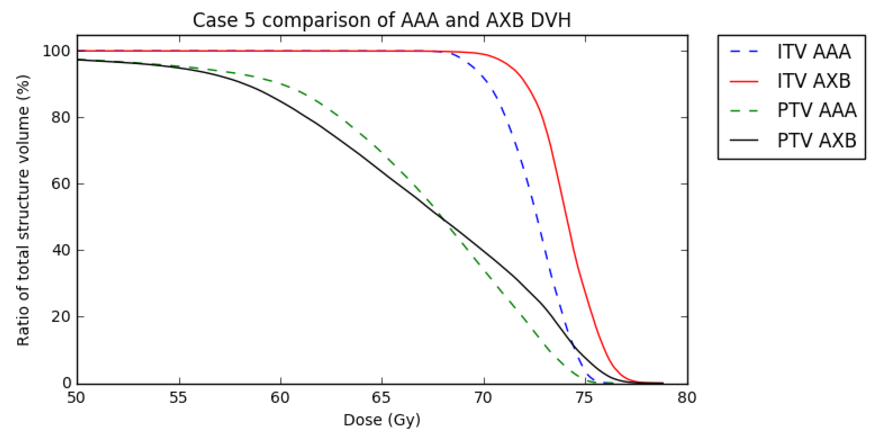 Case 5 comparison of AAA and AXB DVH
Ratio of total structure volume (%)
100
80
60
40
20
0
50 55 60 65 70 75 80
Dose (Gy)
ITV AAA
ITV AXB
PTV AAA
PTV AXB